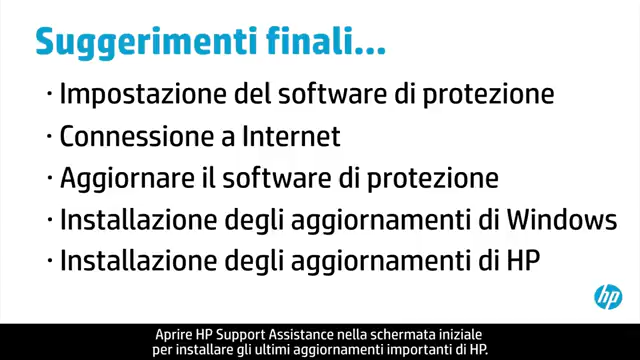 Suggerimenti finali...
· Impostazione del software di protezione
· Connessione a Internet
· Aggiornare il software di protezione
· Installazione degli aggiornamenti di Windows
· Installazione degli aggiornamenti di HP
hp
Aprire HP Support Assistance nella schermata iniziale
per installare gli ultimi aggiornamenti importanti di HP.